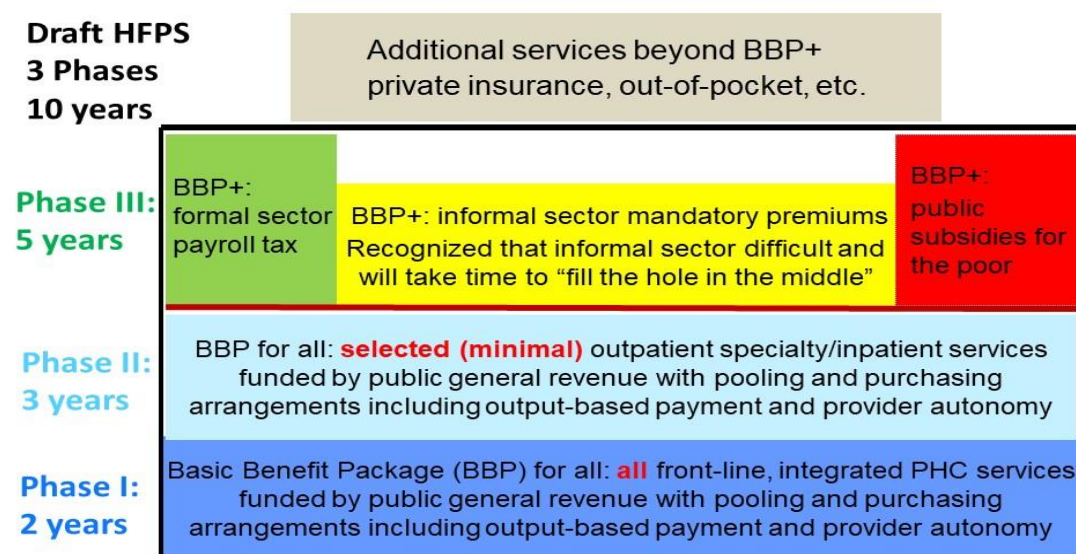 Draft HFPS
3 Phases
10 years
Additional services beyond BBP+
private insurance, out-of-pocket, etc.
Phase III:
5 years
BBP+:
formal sector
payroll tax
BBP+: informal sector mandatory premiums
Recognized that informal sector difficult and
will take time to “fill the hole in the middle”
BBP+:
public
subsidies for
the poor
Phase II:
3 years
BBP for all: selected (minimal) outpatient specialty/inpatient services
funded by public general revenue with pooling and purchasing
arrangements including output-based payment and provider autonomy
Phase I:
2 years
Basic Benefit Package (BBP) for all: all front-line, integrated PHC services
funded by public general revenue with pooling and purchasing
arrangements including output-based payment and provider autonomy